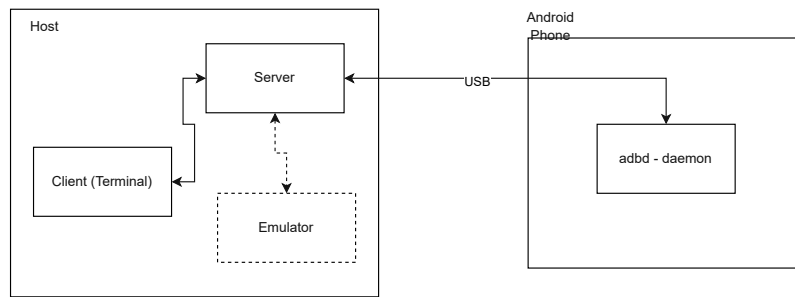 Host
Android
Phone
Server
USB
Client (Terminal)
adbd - daemon
Emulator